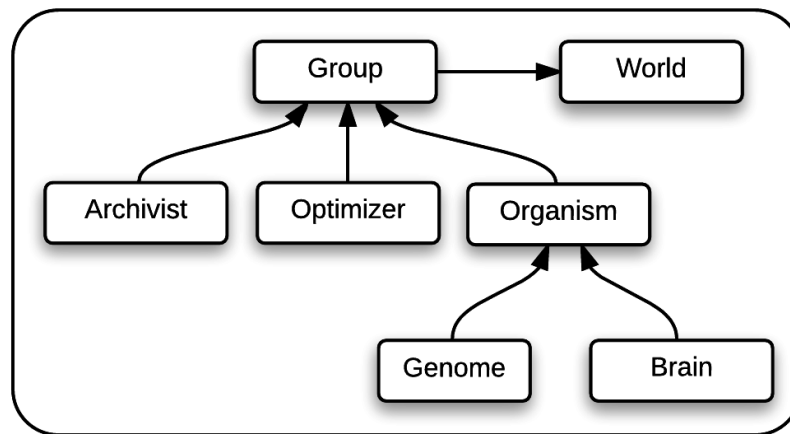 Group
World
Archivist
Optimizer
Organism
Genome
Brain